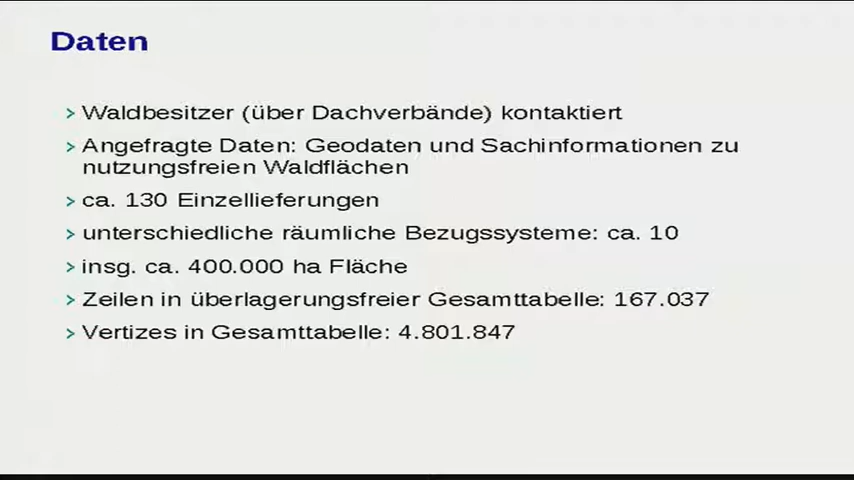 Daten
> Waldbesitzer (über Dachverbände) kontaktiert
> Angefragte Daten: Geodaten und Sachinformationen zu
nutzungsfreien Waldflächen
> ca. 130 Einzellieferungen
> unterschiedliche räumliche Bezugssysteme: ca. 10
> insg. ca. 400.000 ha Fläche
> Zeilen in überlagerungsfreier Gesamttabelle: 167.037
> Vertizes in Gesamttabelle: 4.801.847